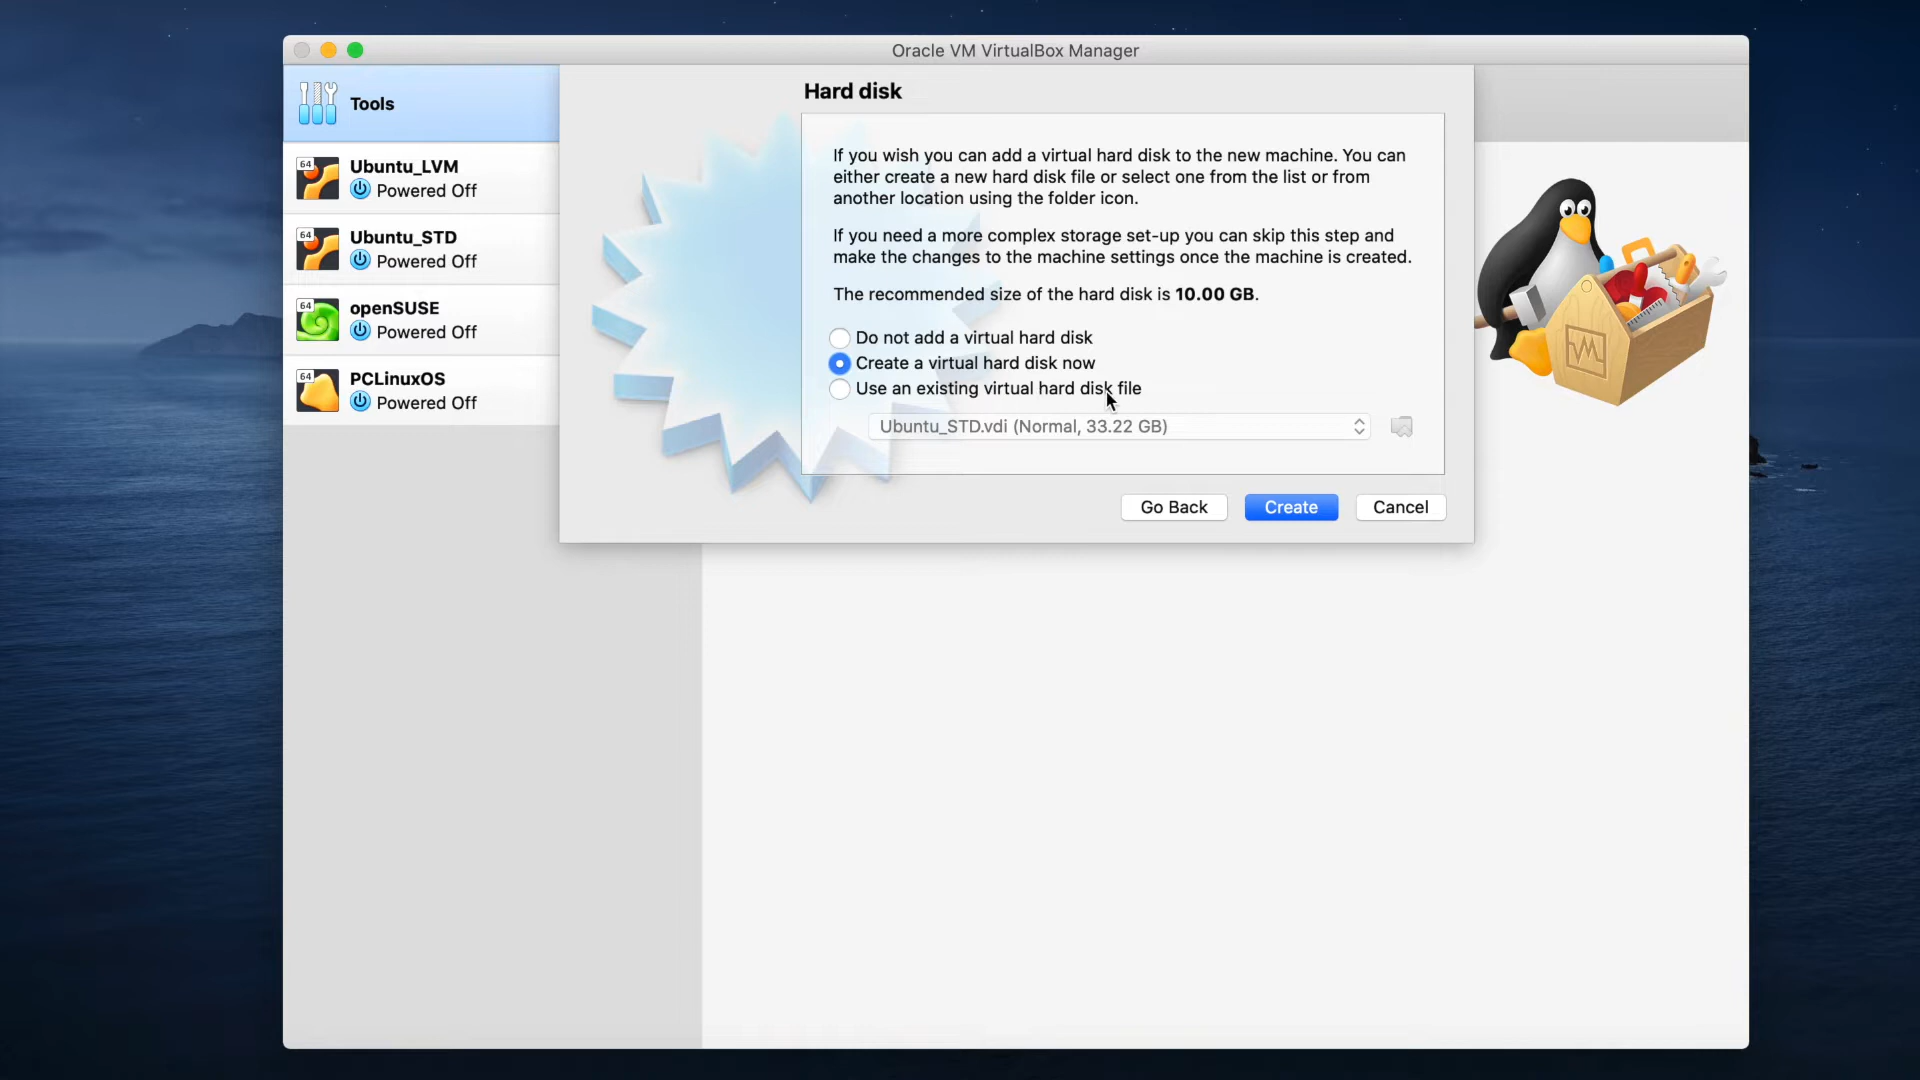 Oracle VM VirtualBox Manager
Tools
64
Ubuntu_LVM
Powered Off
64
Ubuntu_STD
Powered Off
64
openSUSE
Powered Off
64
PCLinuxOS
Powered Off
Hard disk
If you wish you can add a virtual hard disk to the new machine. You can
either create a new hard disk file or select one from the list or from
another location using the folder icon.
If you need a more complex storage set-up you can skip this step and
make the changes to the machine settings once the machine is created.
The recommended size of the hard disk is 10.00 GB.
Do not add a virtual hard disk
Create a virtual hard disk now
Use an existing virtual hard disk file
Ubuntu_STD.vdi (Normal, 33.22 GB)
Go Back
Create
Cancel